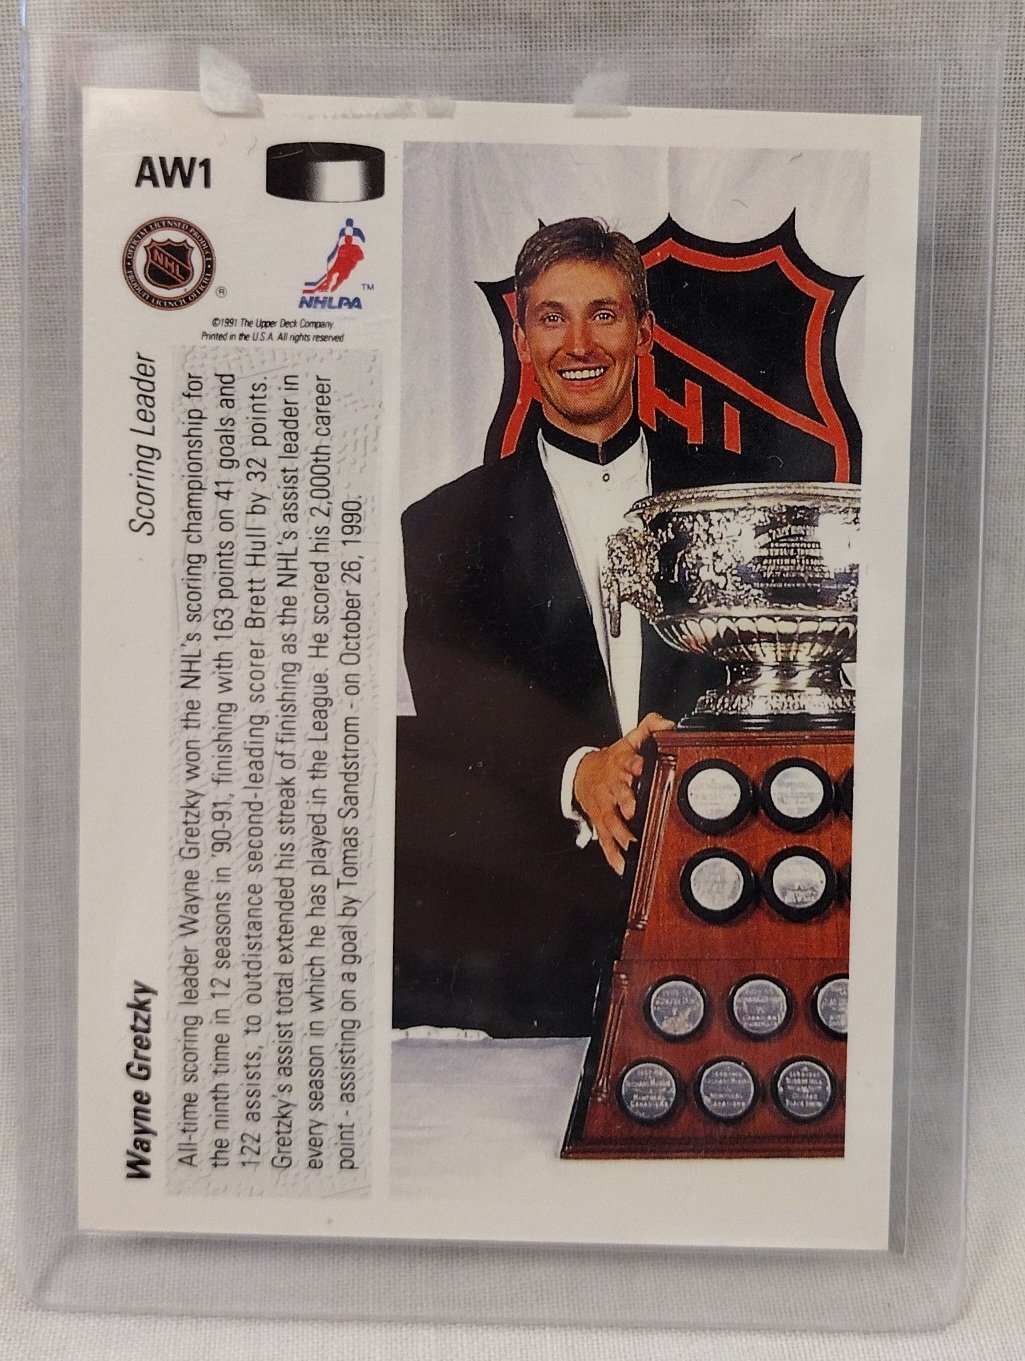 AW1
NHL
®
NHLPA
™
©1991 The Upper Deck Company
Printed in the U.S.A. All rights reserved
Wayne Gretzky
Scoring Leader
All-time scoring leader Wayne Gretzky won the NHL's scoring championship for
the ninth time in 12 seasons in '90-91, finishing with 163 points on 41 goals and
122 assists, to outdistance second-leading scorer Brett Hull by 32 points.
Gretzky's assist total extended his streak of finishing as the NHL's assist leader in
every season in which he has played in the League. He scored his 2,000th career
point - assisting on a goal by Tomas Sandstrom - on October 26, 1990.